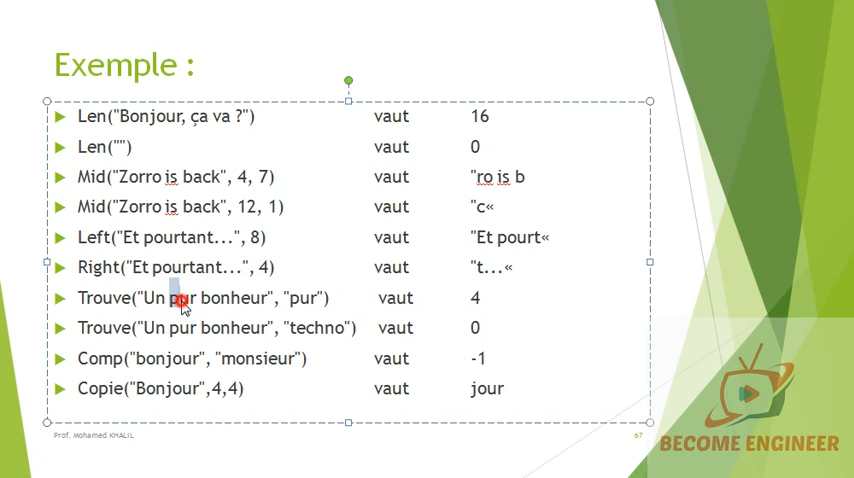 Exemple :
Len("Bonjour, ça va ?") vaut 16
Len("") vaut 0
Mid("Zorro is back", 4, 7) vaut "ro is b
Mid("Zorro is back", 12, 1) vaut "c«
Left("Et pourtant…", 8) vaut "Et pourt«
Right("Et pourtant…", 4) vaut "t…«
Trouve("Un pur bonheur", "pur") vaut 4
Trouve("Un pur bonheur", "techno") vaut 0
Comp("bonjour", "monsieur") vaut -1
Copie("Bonjour",4,4) vaut jour
Prof. Mohamed KHALIL 67
BECOME ENGINEER